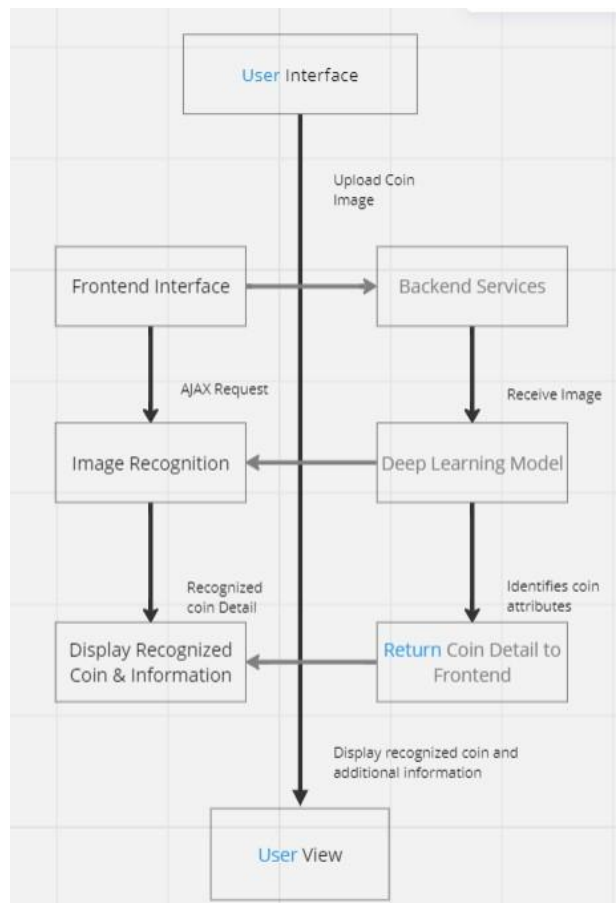 User Interface
Upload Coin
Image
Frontend Interface
Backend Services
AJAX Request
Receive Image
Image Recognition
Deep Learning Model
Recognized
coin Detail
Identifies coin
attributes
Display Recognized
Coin & Information
Return Coin Detail to
Frontend
Display recognized coin and
additional information
User View